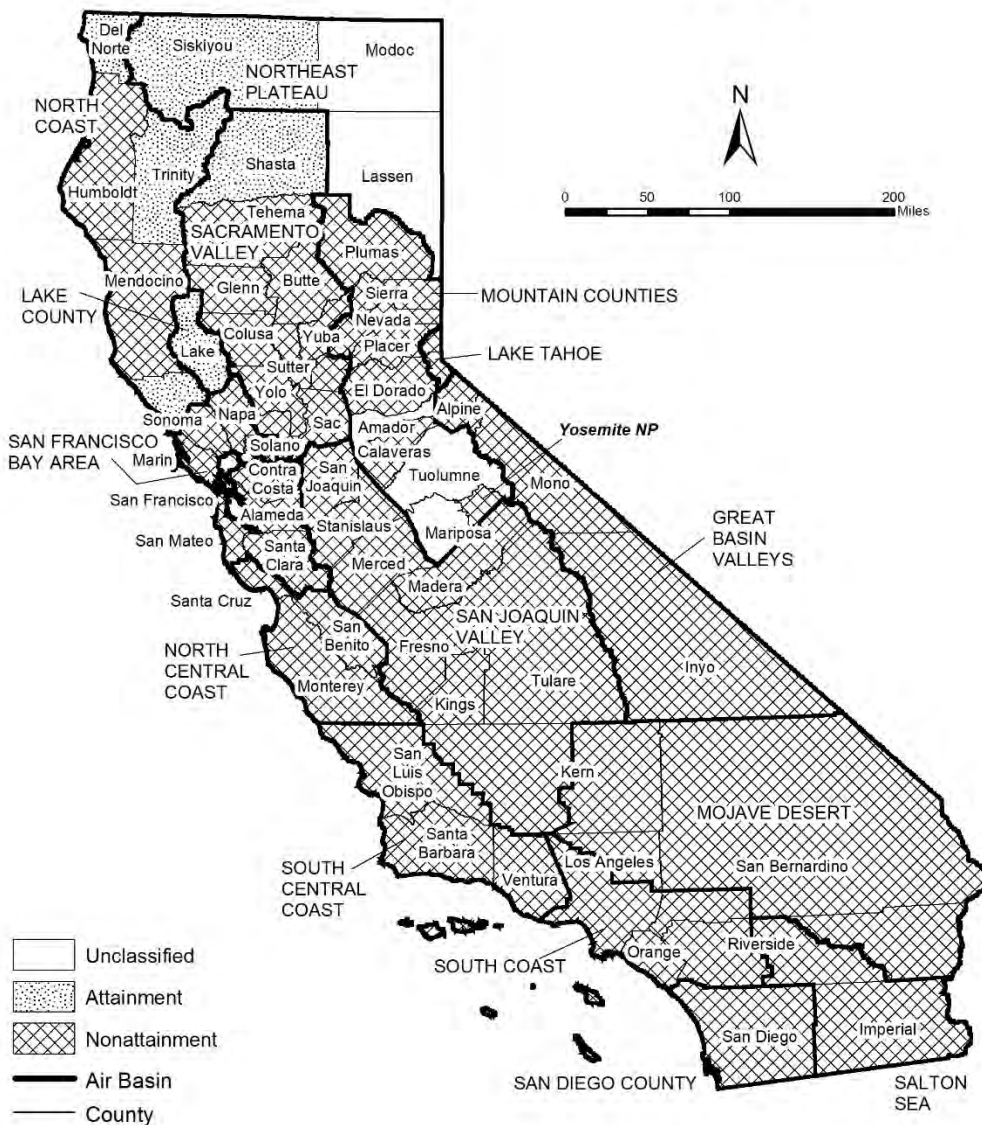 Del
Norte
Siskiyou
Modoc
NORTHEAST
PLATEAU
NORTH
COAST
N
Shasta
Trinity
Lassen
Humboldt
0 50 100 200
Miles
Tehema
SACRAMENTO
VALLEY
Plumas
Mendocino
Glenn
Butte
Sierra
MOUNTAIN COUNTIES
LAKE
COUNTY
Nevada
Colusa
Yuba
Placer
LAKE TAHOE
Lake
Sutter
Yolo
El Dorado
Napa
Alpine
Sonoma
Sac
Amador
Yosemite NP
Solano
Calaveras
SAN FRANCISCO
BAY AREA
Marin
Contra
Costa
San
Joaquin
Tuolumne
Mono
San Francisco
Alameda
Stanislaus
GREAT
BASIN
VALLEYS
San Mateo
Mariposa
Santa
Clara
Merced
Madera
Santa Cruz
SAN JOAQUIN
VALLEY
San
Benito
NORTH
CENTRAL
COAST
Fresno
Inyo
Monterey
Tulare
Kings
San
Luis
Obispo
Kern
MOJAVE DESERT
Santa
Barbara
Los Angeles
San Bernardino
SOUTH
CENTRAL
COAST
Ventura
Orange
Riverside
SOUTH COAST
San Diego
Imperial
SAN DIEGO COUNTY
SALTON
SEA
Unclassified
Attainment
Nonattainment
Air Basin
County